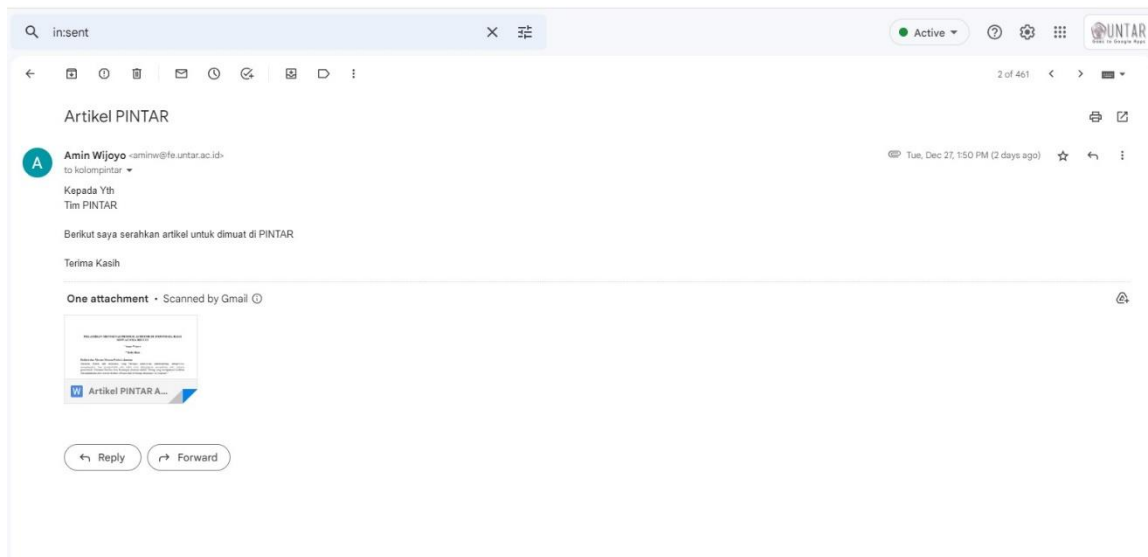 in:sent
Active
UNTAR
2 of 461
Artikel PINTAR
A
Amin Wijoyo <aminw@fe.untar.ac.id>
Tue, Dec 27, 1:50 PM (2 days ago)
to kolompintar
Kepada Yth
Tim PINTAR
Berikut saya serahkan artikel untuk dimuat di PINTAR
Terima Kasih
One attachment • Scanned by Gmail
W Artikel PINTAR A...
Reply
Forward